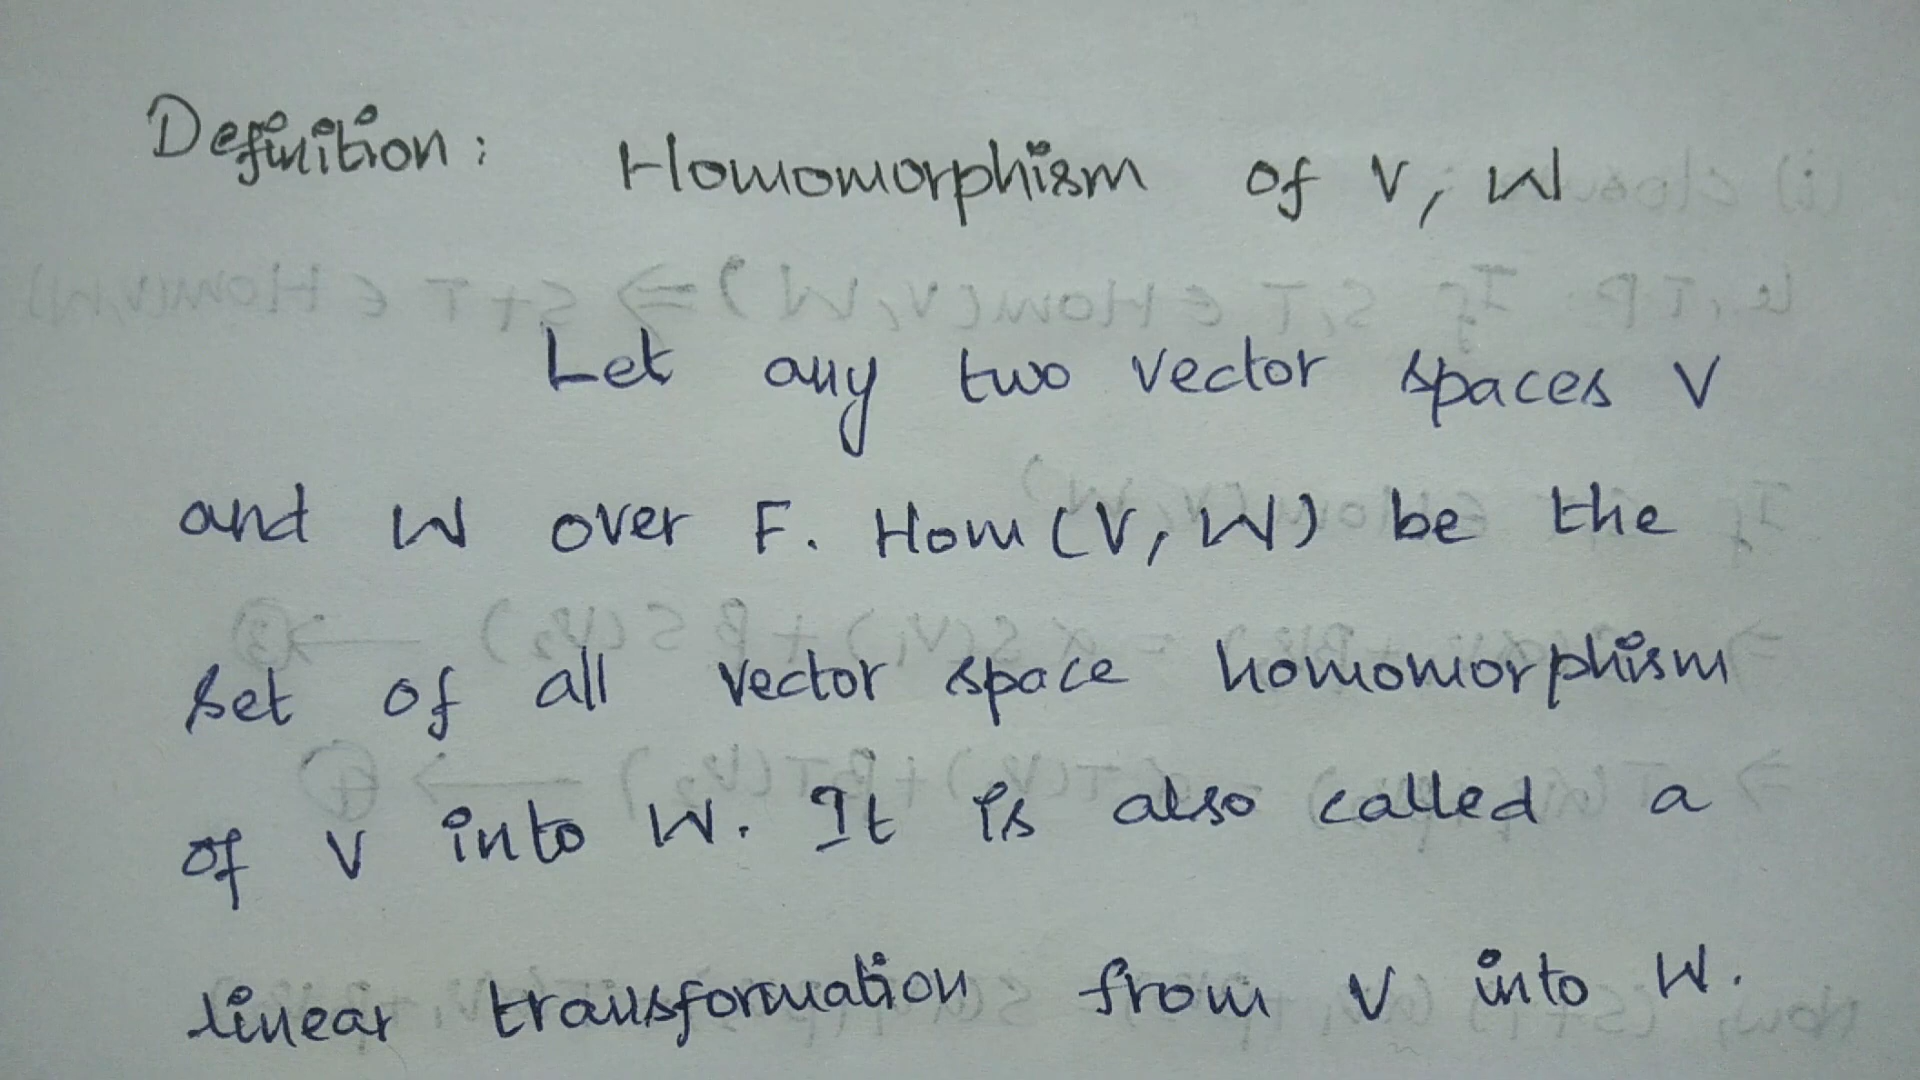 Definition: Homomorphism of V, W
Let any two vector spaces V
and W over F. Hom (V, W) be the
set of all vector space homomorphism
of V into W. It is also called a
linear transformation from V into W.